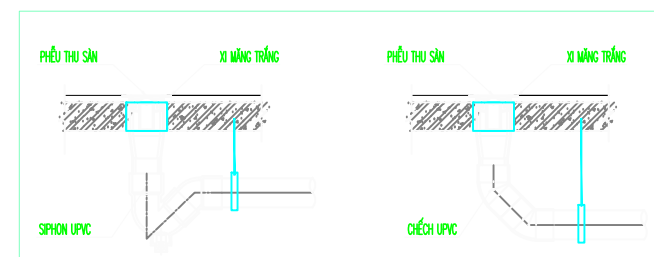 PHỄU THU SÀN
XI MĂNG TRẮNG
PHỄU THU SÀN
XI MĂNG TRẮNG
SIPHON UPVC
CHẾCH UPVC